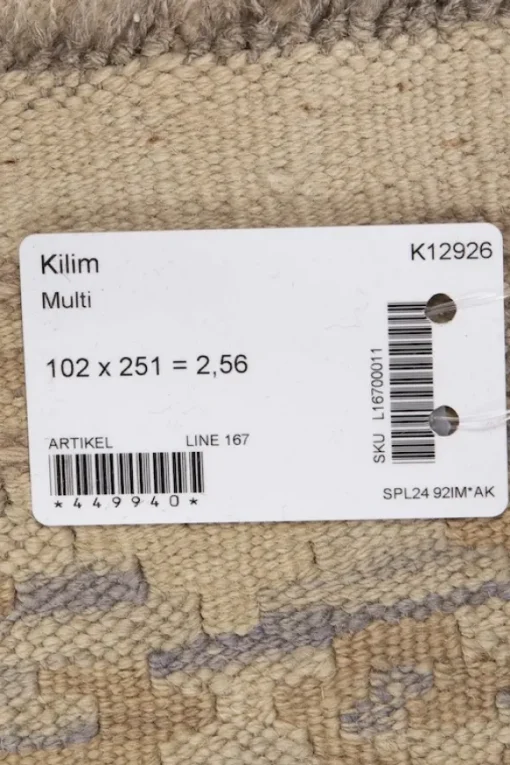 Kilim
K12926
Multi
102 x 251 = 2,56
SKU L16700011
ARTIKEL
LINE 167
*449940*
SPL24 92IM*AK